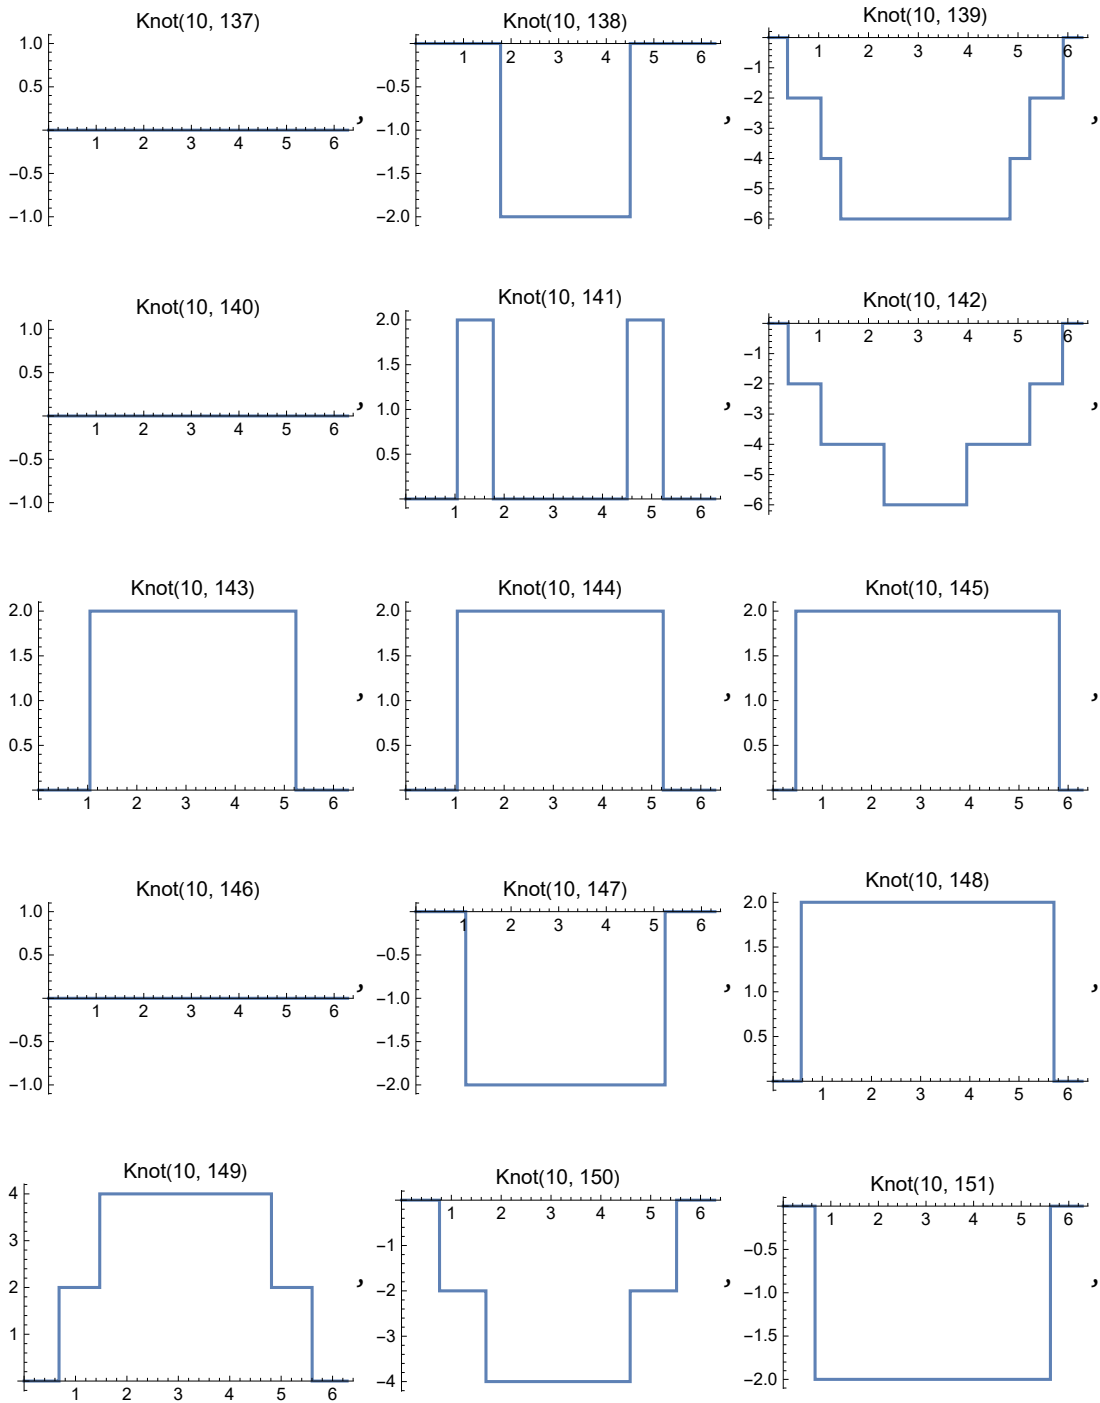 Knot(10, 137)
1.0
0.5
−0.5
−1.0
1 2 3 4 5 6
,
Knot(10, 138)
1 2 3 4 5 6
−0.5
−1.0
−1.5
−2.0
,
Knot(10, 139)
1 2 3 4 5 6
−1
−2
−3
−4
−5
−6
,
Knot(10, 140)
1.0
0.5
−0.5
−1.0
1 2 3 4 5 6
,
Knot(10, 141)
2.0
1.5
1.0
0.5
1 2 3 4 5 6
,
Knot(10, 142)
1 2 3 4 5 6
−1
−2
−3
−4
−5
−6
,
Knot(10, 143)
2.0
1.5
1.0
0.5
1 2 3 4 5 6
,
Knot(10, 144)
2.0
1.5
1.0
0.5
1 2 3 4 5 6
,
Knot(10, 145)
2.0
1.5
1.0
0.5
1 2 3 4 5 6
,
Knot(10, 146)
1.0
0.5
−0.5
−1.0
1 2 3 4 5 6
,
Knot(10, 147)
1 2 3 4 5 6
−0.5
−1.0
−1.5
−2.0
,
Knot(10, 148)
2.0
1.5
1.0
0.5
1 2 3 4 5 6
,
Knot(10, 149)
4
3
2
1
1 2 3 4 5 6
,
Knot(10, 150)
1 2 3 4 5 6
−1
−2
−3
−4
,
Knot(10, 151)
1 2 3 4 5 6
−0.5
−1.0
−1.5
−2.0
,